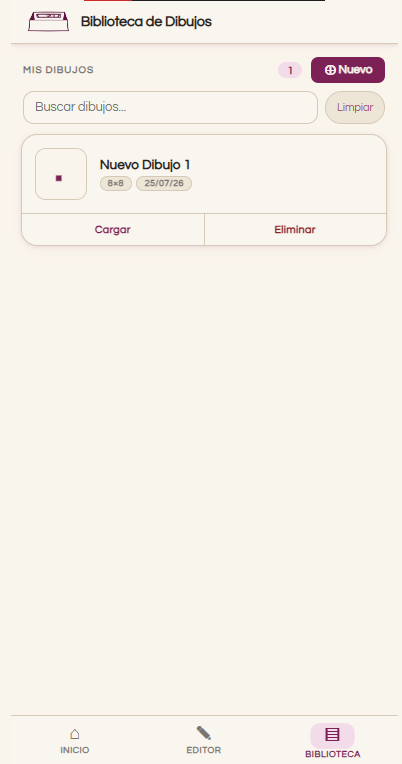 Biblioteca de Dibujos
MIS DIBUJOS
1
Nuevo
Buscar dibujos...
Limpiar
Nuevo Dibujo 1
8×8
25/07/26
Cargar
Eliminar
INICIO
EDITOR
BIBLIOTECA